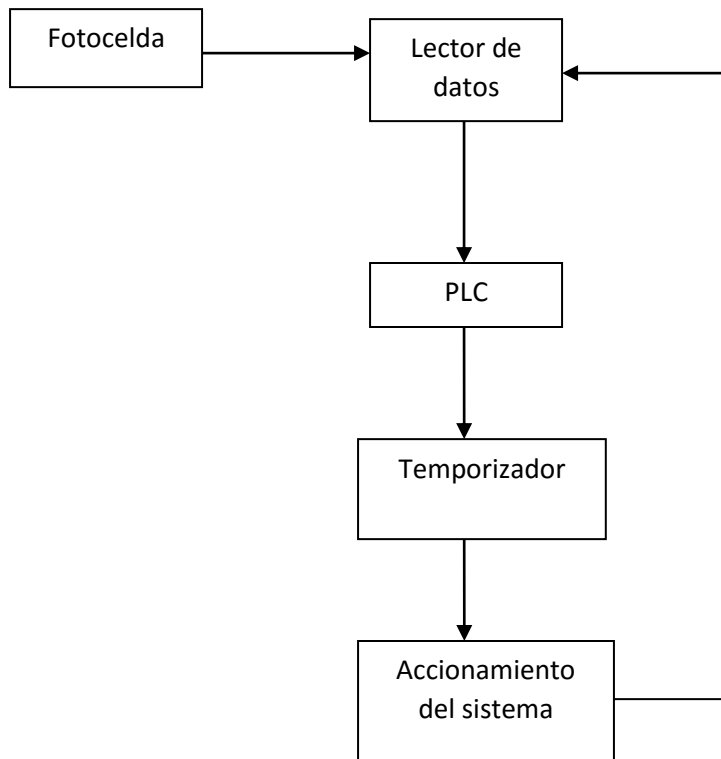 Fotocelda
Lector de
datos
PLC
Temporizador
Accionamiento
del sistema